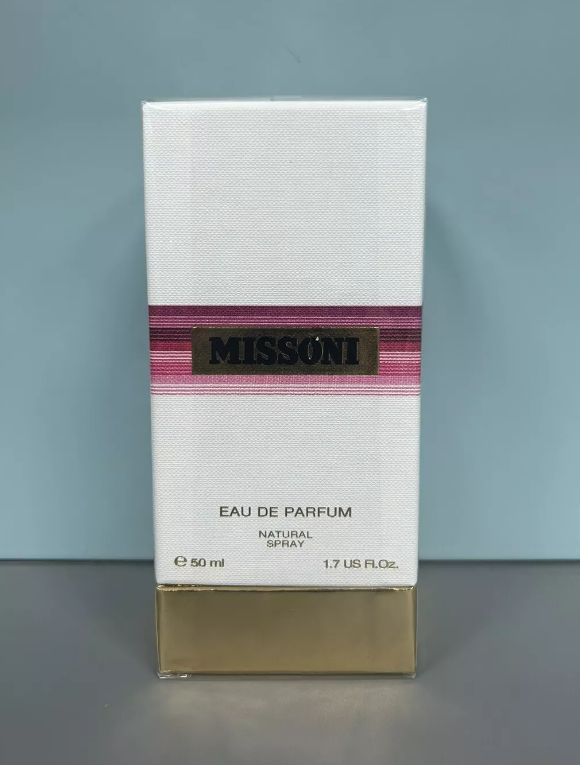 MISSONI
EAU DE PARFUM
NATURAL
SPRAY
℮ 50 ml 1.7 US Fl.Oz.